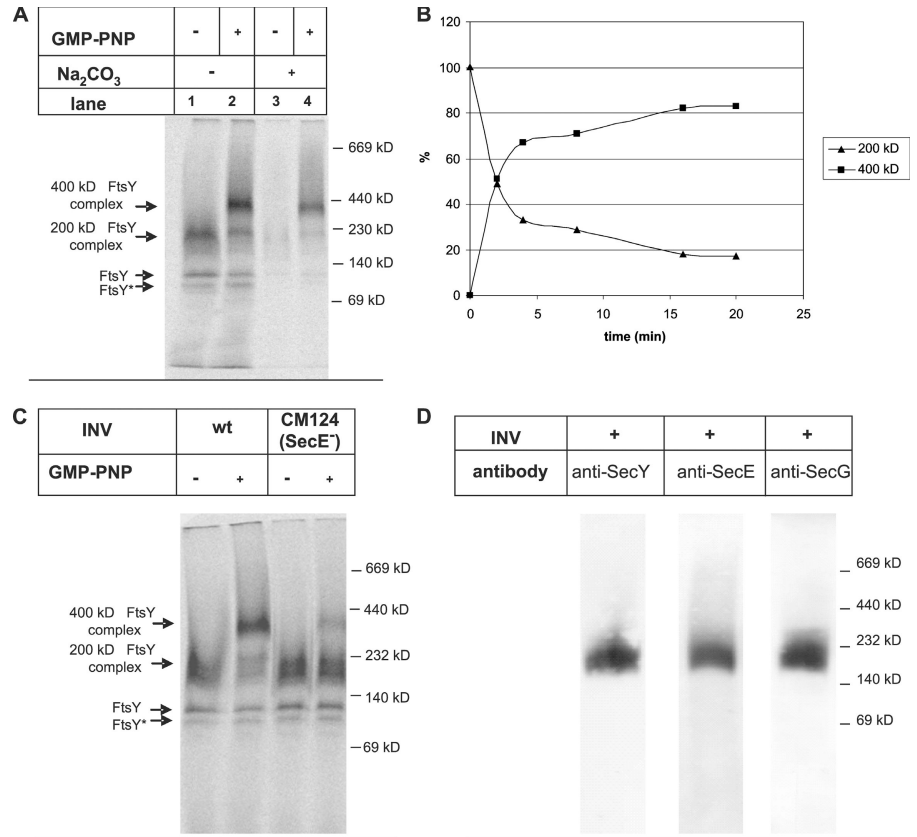 A
GMP-PNP - + - +
Na2CO3 - +
lane 1 2 3 4
669 kD
400 kD FtsY
complex
440 kD
200 kD FtsY
complex
230 kD
140 kD
FtsY
FtsY*
69 kD
B
120
100
80
60
40
20
0
%
0 5 10 15 20 25
time (min)
200 kD
400 kD
C
INV wt CM124
(SecE-)
GMP-PNP - + - +
669 kD
400 kD FtsY
complex
440 kD
200 kD FtsY
complex
232 kD
140 kD
FtsY
FtsY*
69 kD
D
INV + + +
antibody anti-SecY anti-SecE anti-SecG
669 kD
440 kD
232 kD
140 kD
69 kD